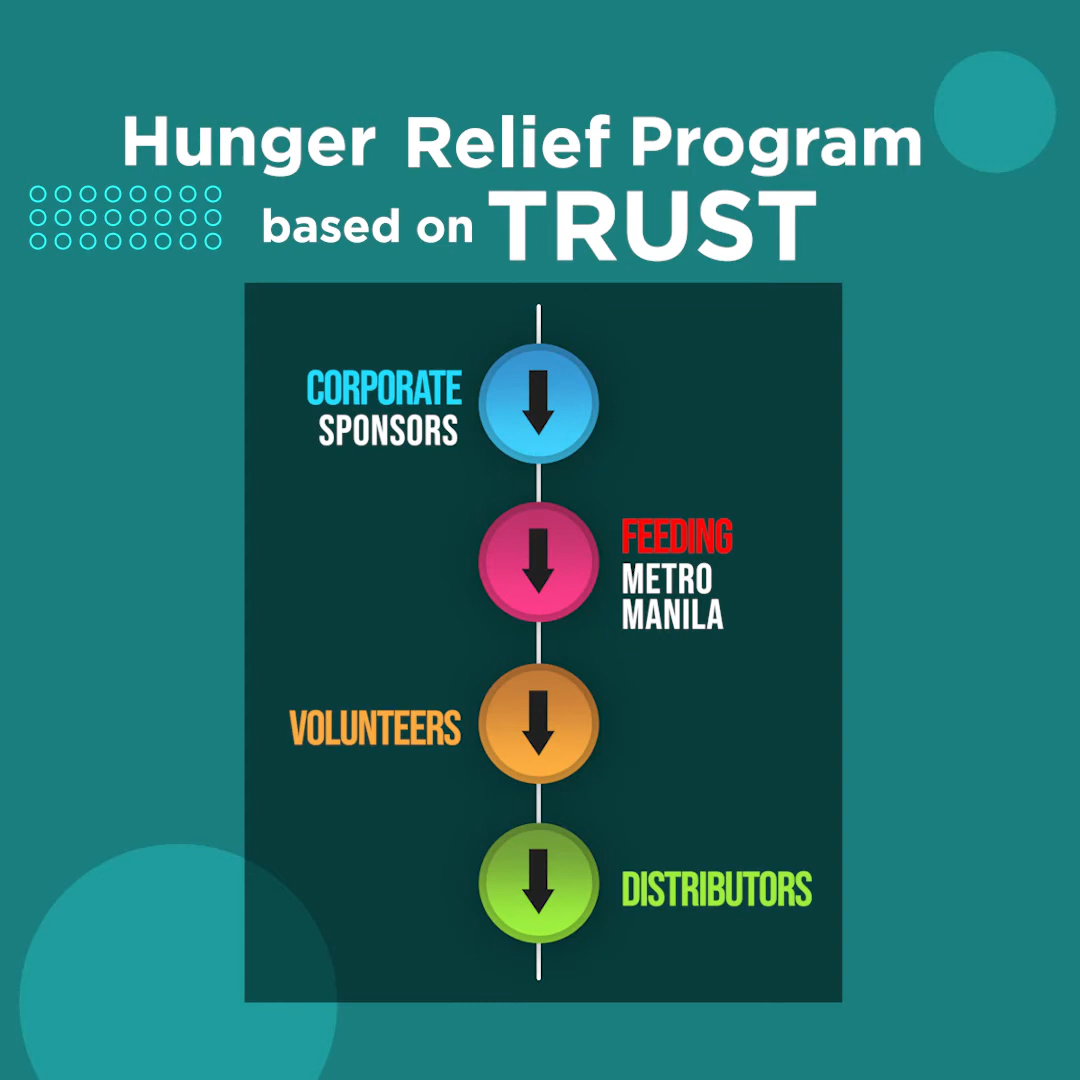 Hunger Relief Program
based on TRUST
CORPORATE
SPONSORS
FEEDING
METRO
MANILA
VOLUNTEERS
DISTRIBUTORS